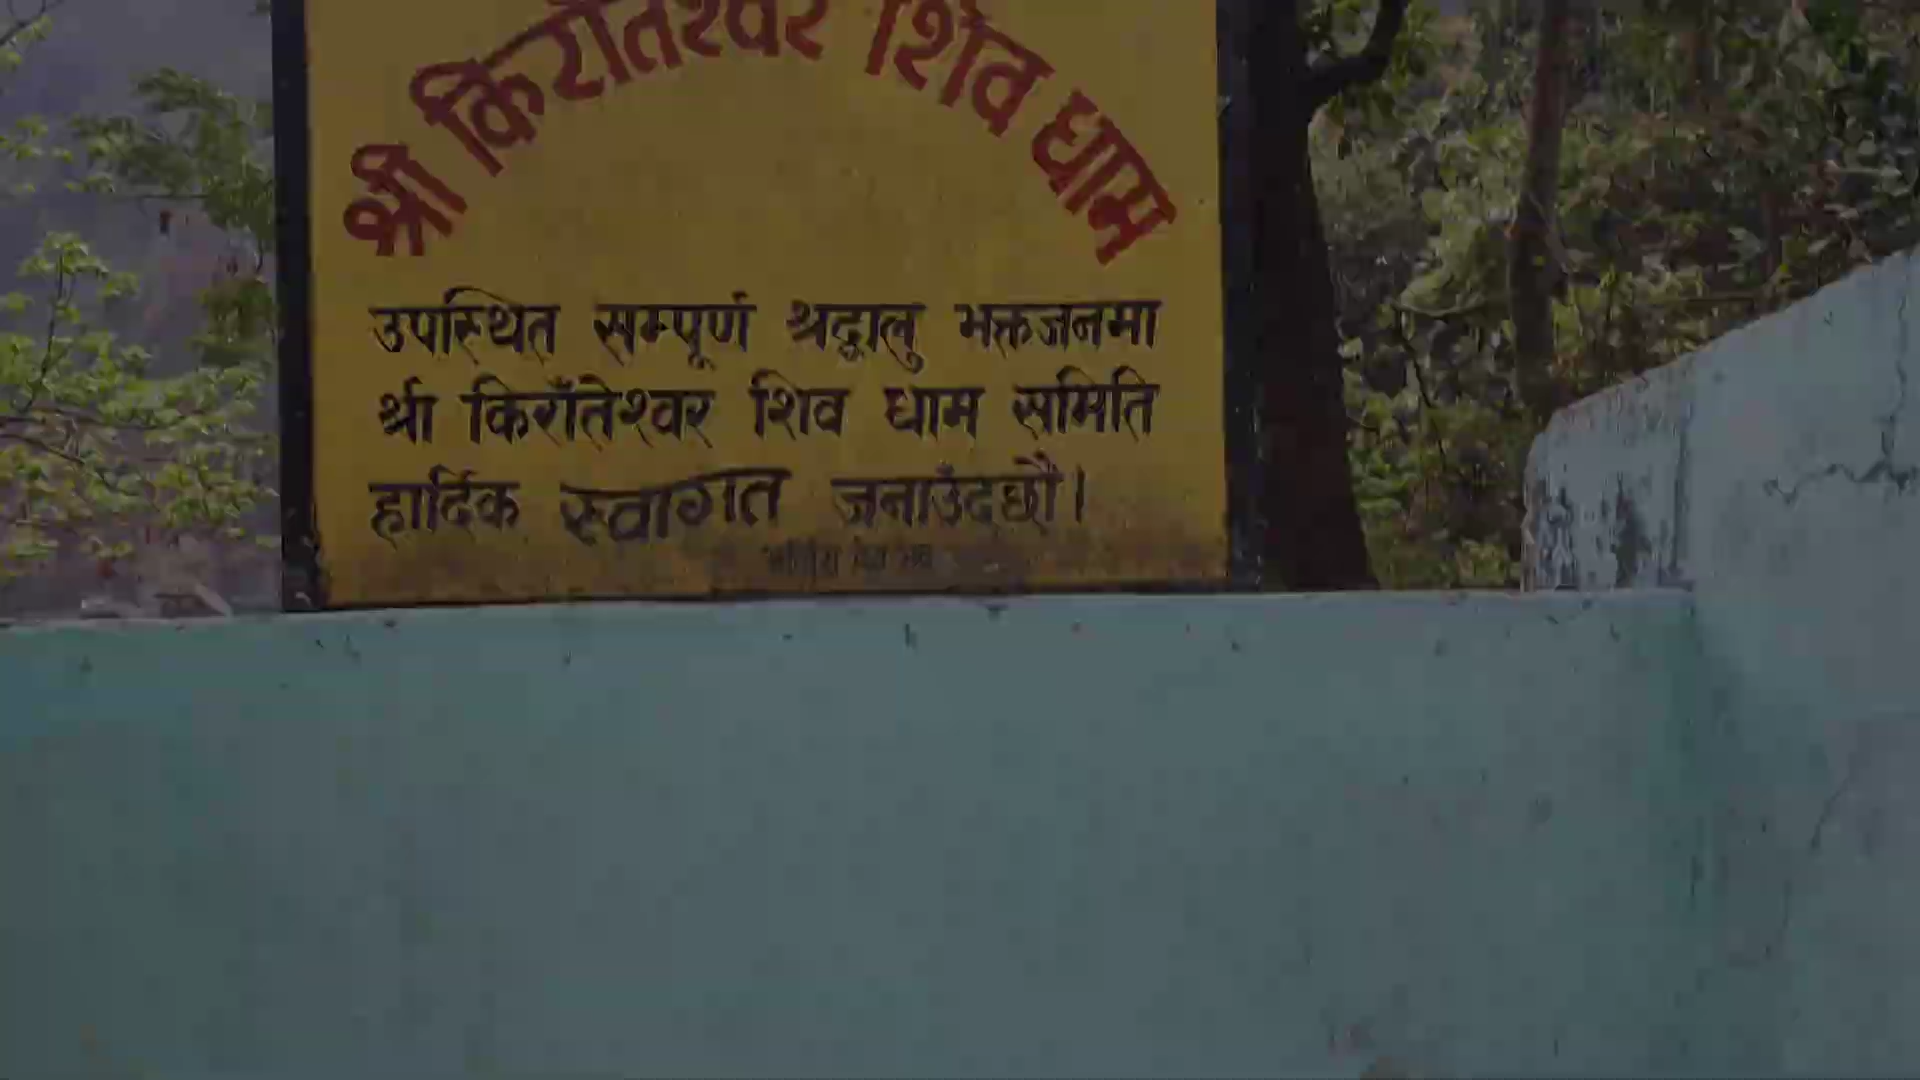 श्री किराँतेश्वर शिव धाम
उपस्थित सम्पूर्ण श्रद्धालु भक्तजनमा
श्री किराँतेश्वर शिव धाम समिति
हार्दिक स्वागत जनाउँदछौं।